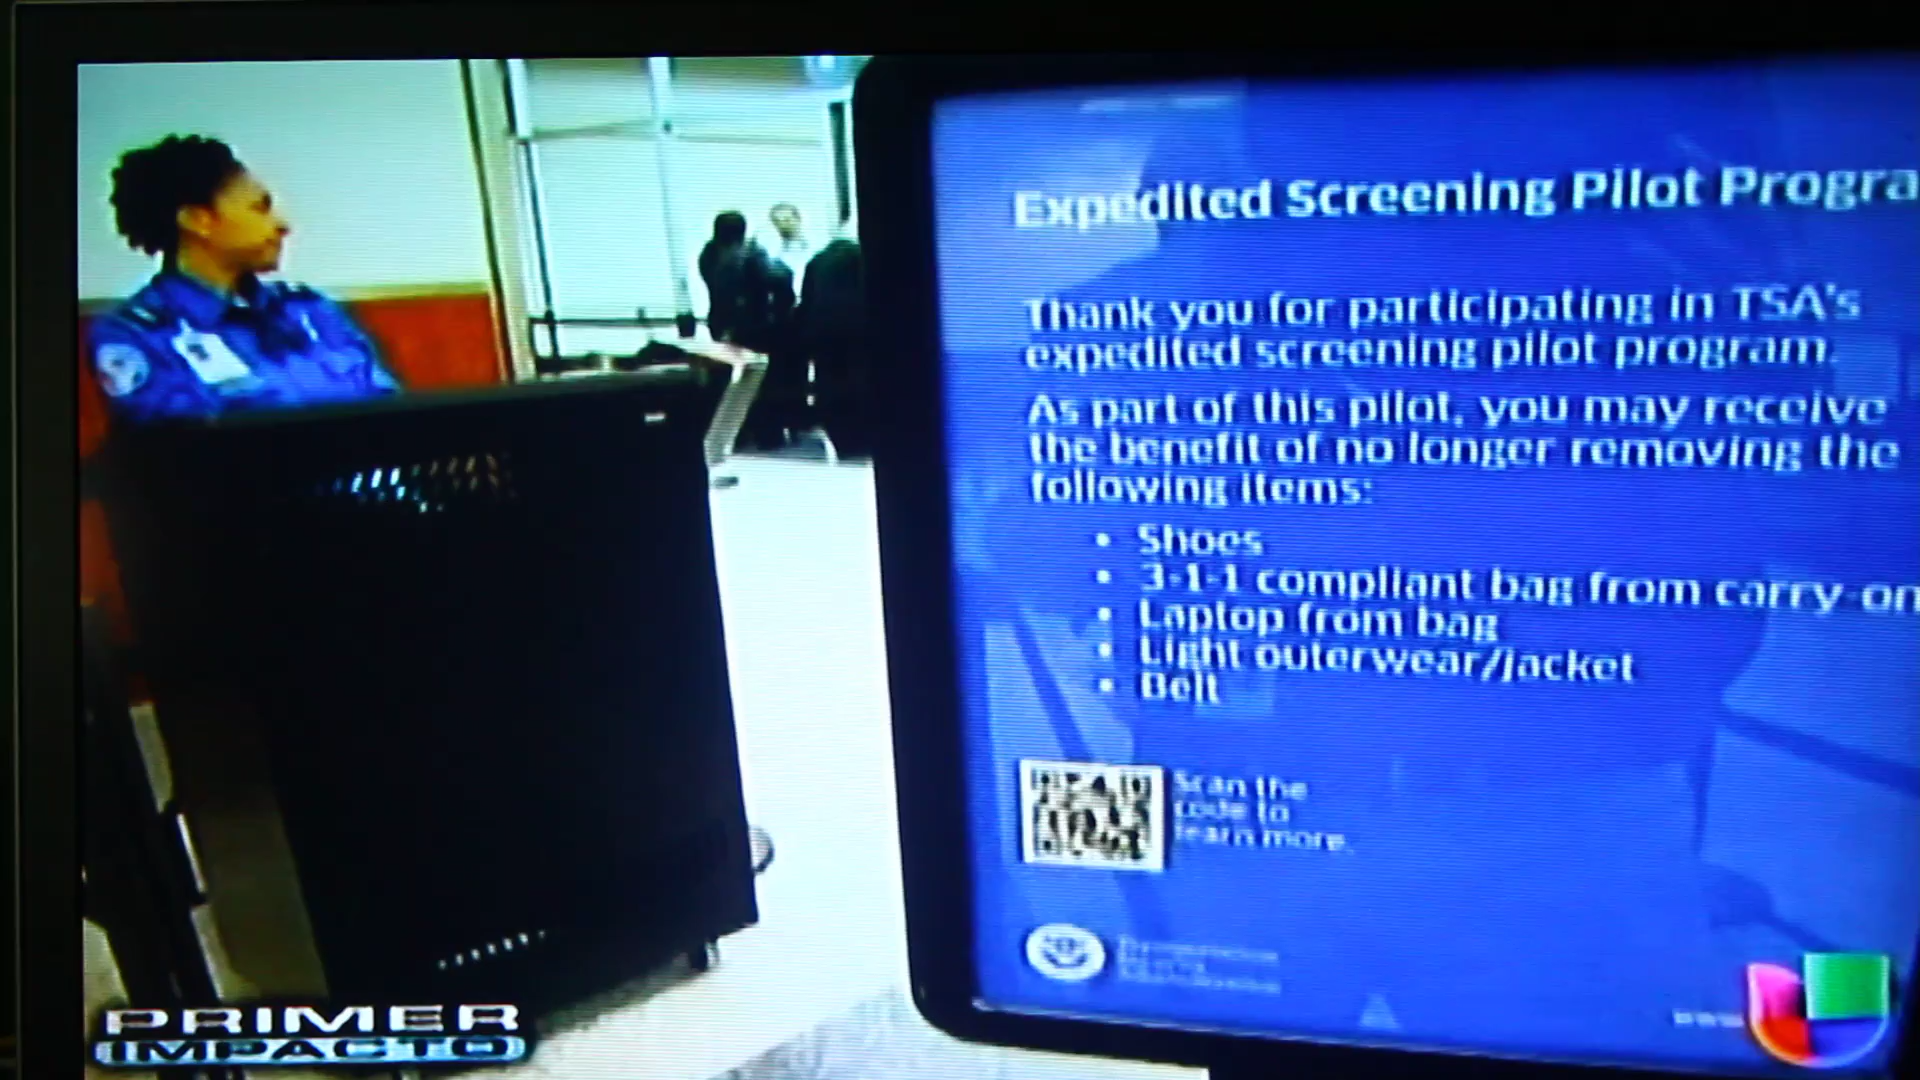 Expedited Screening Pilot Progra
Thank you for participating in TSA's
expedited screening pilot program.
As part of this pilot, you may receive
the benefit of no longer removing the
following items:
• Shoes
• 3-1-1 compliant bag from carry-on
• Laptop from bag
• Light outerwear/jacket
• Belt
Scan the
code to
learn more.
PRIMER
IMPACTO